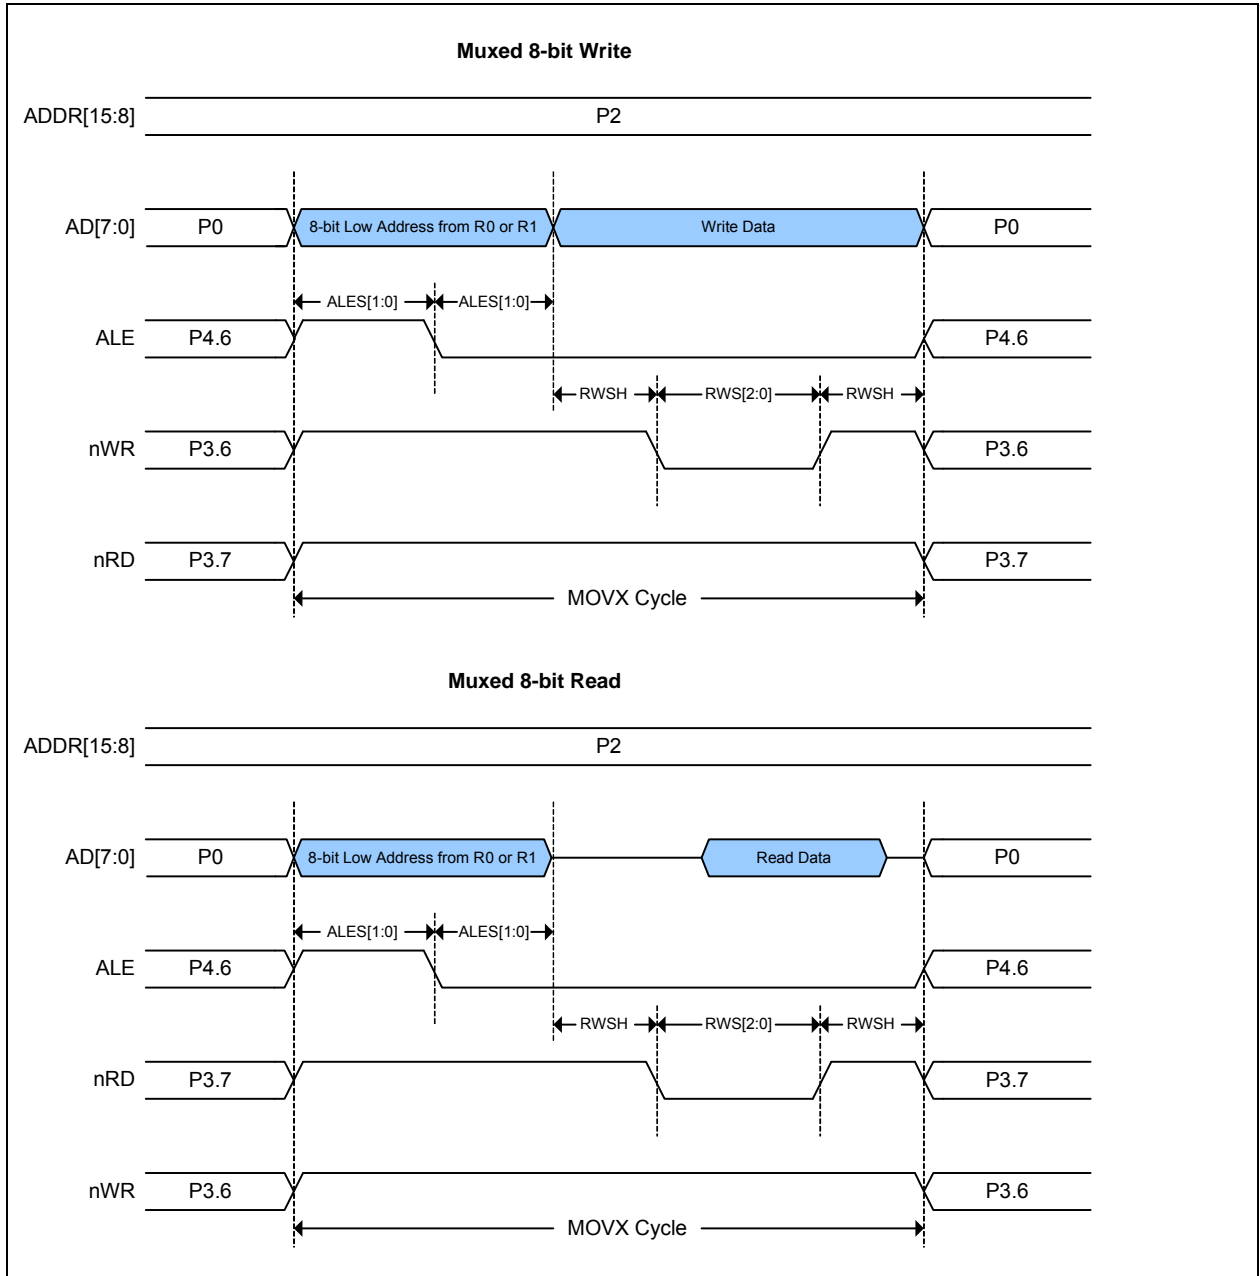 Muxed 8-bit Write
ADDR[15:8] P2
AD[7:0] P0 8-bit Low Address from R0 or R1 Write Data P0
ALES[1:0] ALES[1:0]
ALE P4.6 P4.6
RWSH RWS[2:0] RWSH
nWR P3.6 P3.6
nRD P3.7 P3.7
MOVX Cycle
Muxed 8-bit Read
ADDR[15:8] P2
AD[7:0] P0 8-bit Low Address from R0 or R1 Read Data P0
ALES[1:0] ALES[1:0]
ALE P4.6 P4.6
RWSH RWS[2:0] RWSH
nRD P3.7 P3.7
nWR P3.6 P3.6
MOVX Cycle